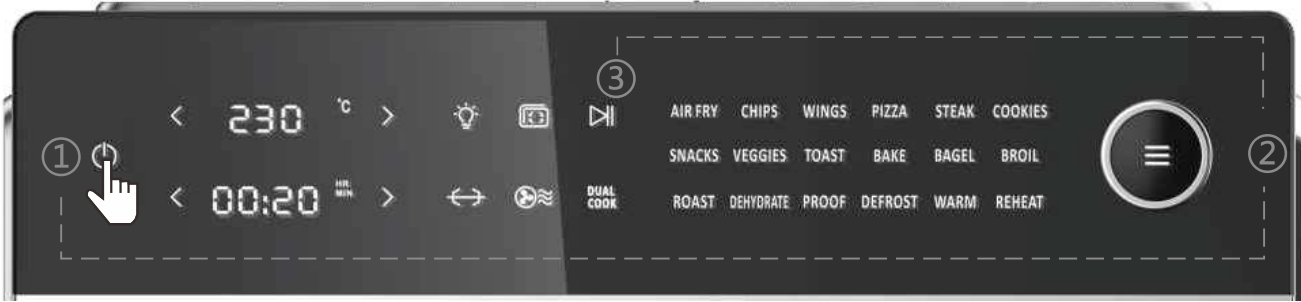 ③
230 °C
AIR FRY CHIPS WINGS PIZZA STEAK COOKIES
① ②
SNACKS VEGGIES TOAST BAKE BAGEL BROIL
00:20 HR. MIN.
DUAL COOK
ROAST DEHYDRATE PROOF DEFROST WARM REHEAT